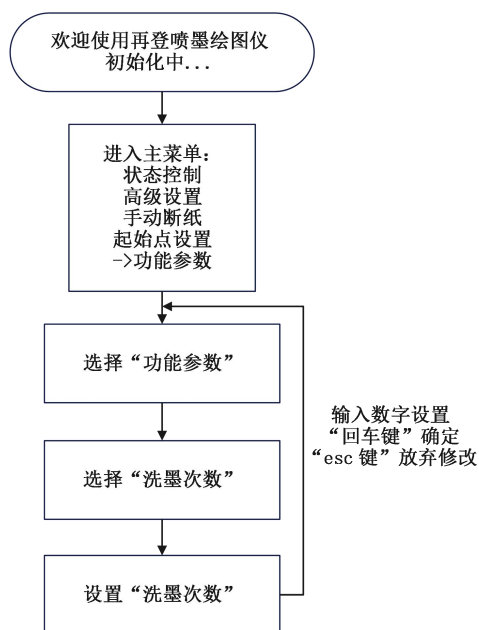 欢迎使用再登喷墨绘图仪
初始化中...
进入主菜单：
状态控制
高级设置
手动断纸
起始点设置
->功能参数
选择“功能参数”
选择“洗墨次数”
设置“洗墨次数”
输入数字设置
“回车键”确定
“esc 键”放弃修改